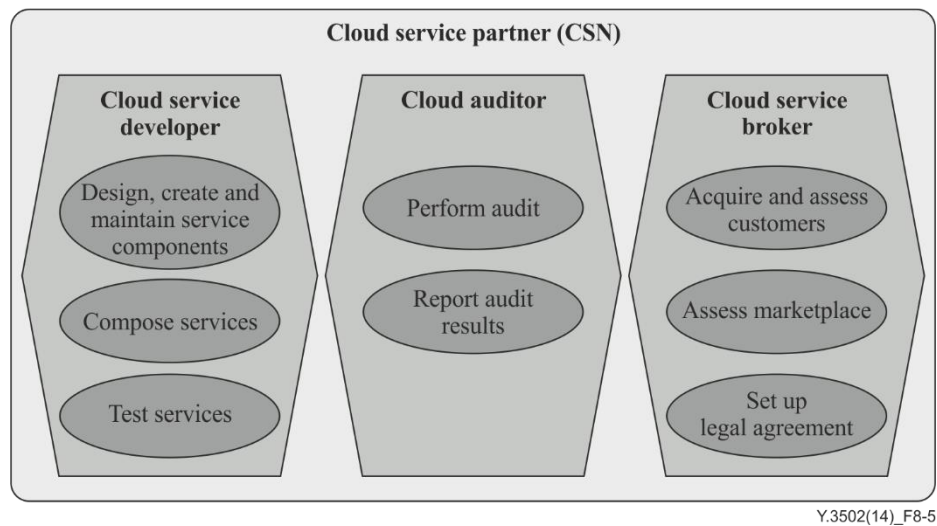 Cloud service partner (CSN)
Cloud service
developer
Design, create and
maintain service
components
Compose services
Test services
Cloud auditor
Perform audit
Report audit
results
Cloud service
broker
Acquire and assess
customers
Assess marketplace
Set up
legal agreement
Y.3502(14)_F8-5